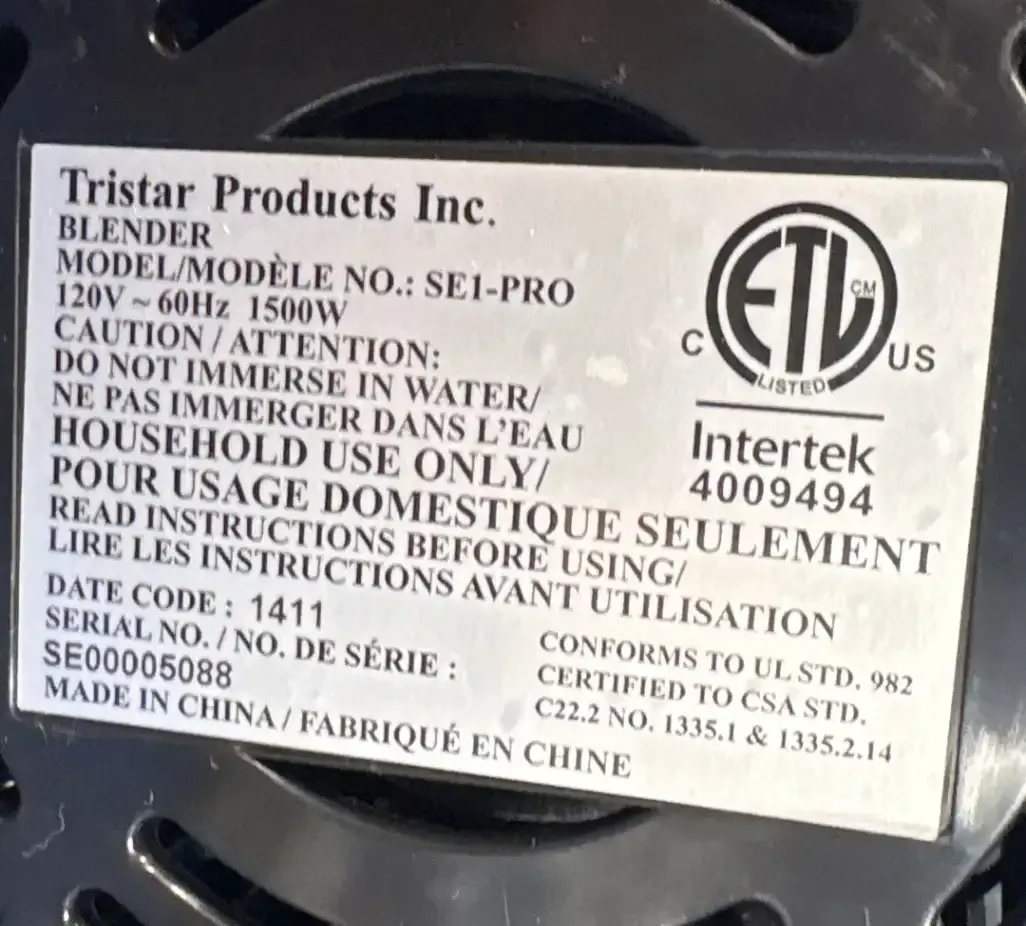 Tristar Products Inc.
BLENDER
MODEL/MODÈLE NO.: SE1-PRO
120V ~ 60Hz 1500W
CAUTION / ATTENTION:
DO NOT IMMERSE IN WATER/
NE PAS IMMERGER DANS L'EAU
HOUSEHOLD USE ONLY/
POUR USAGE DOMESTIQUE SEULEMENT
READ INSTRUCTIONS BEFORE USING/
LIRE LES INSTRUCTIONS AVANT UTILISATION
DATE CODE : 1411
SERIAL NO. / NO. DE SÉRIE :
SE00005088
MADE IN CHINA / FABRIQUÉ EN CHINE
ETL CM
C US
LISTED
Intertek
4009494
CONFORMS TO UL STD. 982
CERTIFIED TO CSA STD.
C22.2 NO. 1335.1 & 1335.2.14